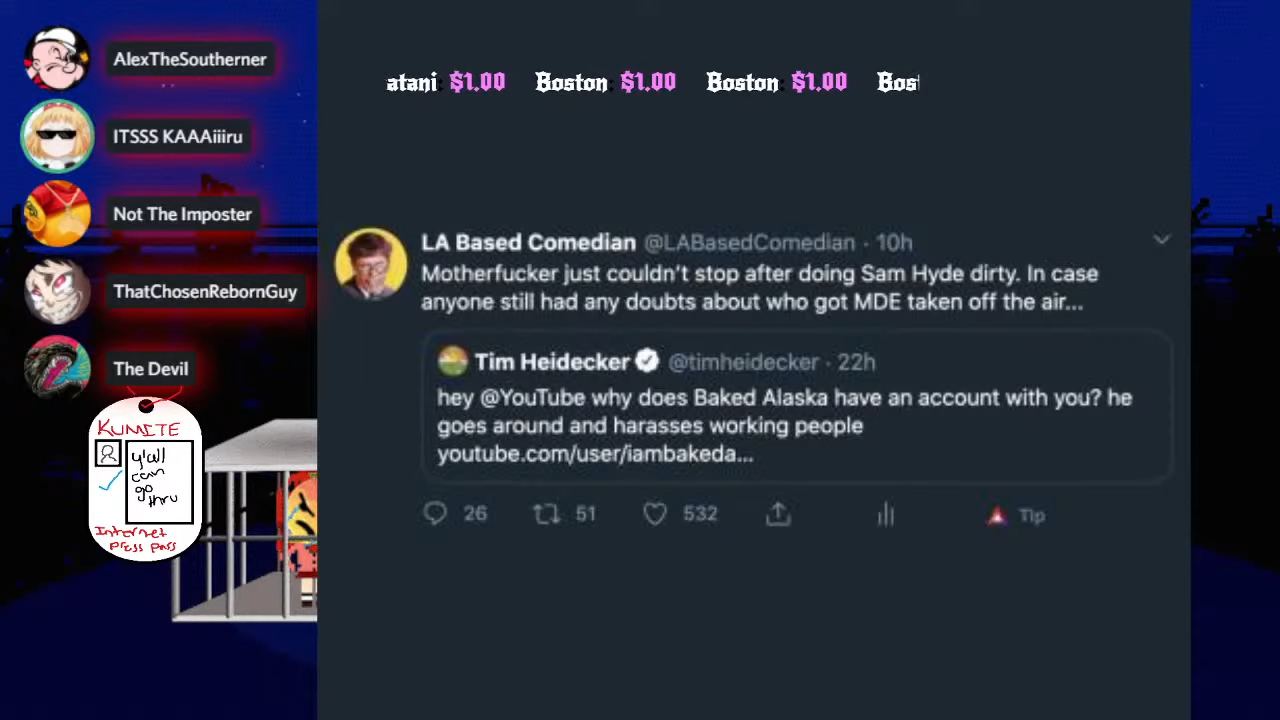 AlexTheSoutherner
ITSSS KAAAiiiru
Not The Imposter
ThatChosenRebornGuy
The Devil
KUMITE
y'all
can
go
thru
Internet
press pass
atani: $1.00 Boston: $1.00 Boston: $1.00 Bos
LA Based Comedian @LABasedComedian · 10h
Motherfucker just couldn't stop after doing Sam Hyde dirty. In case
anyone still had any doubts about who got MDE taken off the air...
Tim Heidecker @timheidecker · 22h
hey @YouTube why does Baked Alaska have an account with you? he
goes around and harasses working people
youtube.com/user/iambakeda...
26 51 532 Tip